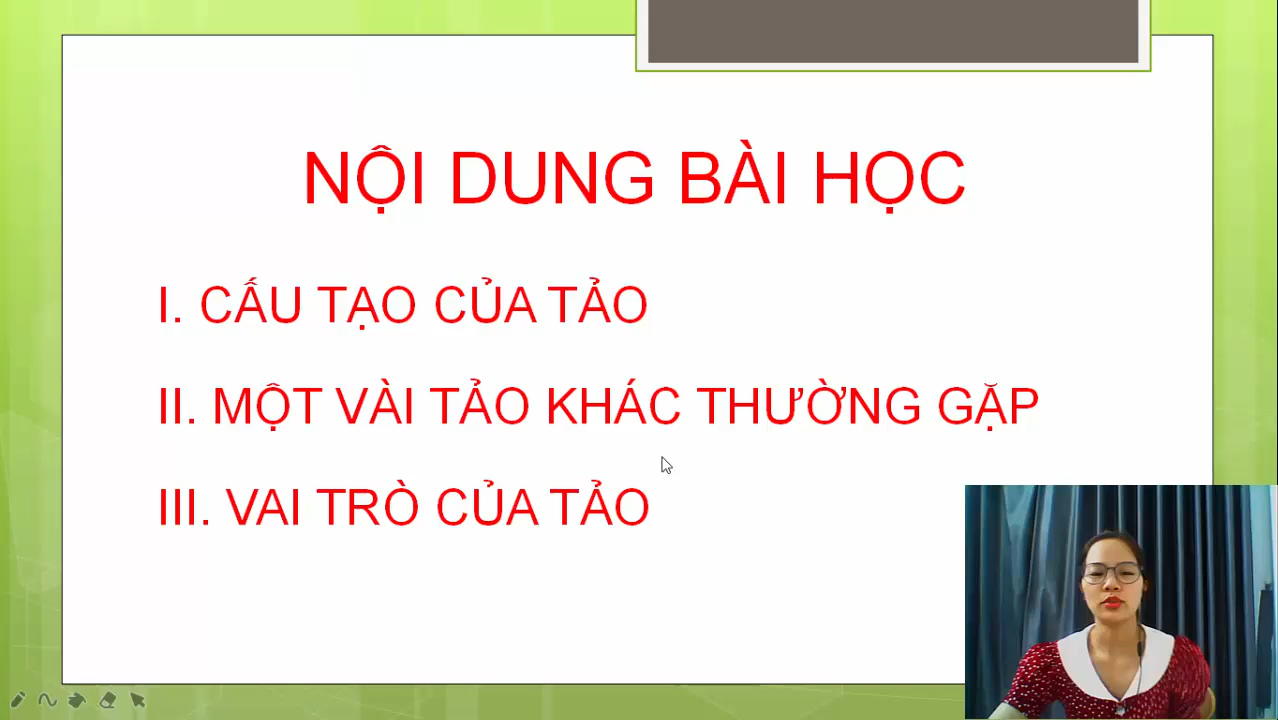 NỘI DUNG BÀI HỌC
I. CẤU TẠO CỦA TẢO
II. MỘT VÀI TẢO KHÁC THƯỜNG GẶP
III. VAI TRÒ CỦA TẢO